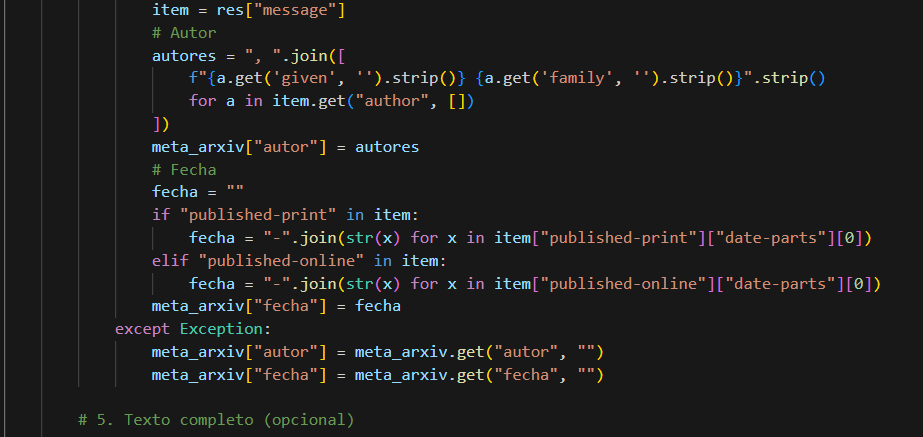 item = res["message"]
# Autor
autores = ", ".join([
f"{a.get('given', '').strip()} {a.get('family', '').strip()}".strip()
for a in item.get("author", [])
])
meta_arxiv["autor"] = autores
# Fecha
fecha = ""
if "published-print" in item:
fecha = "-".join(str(x) for x in item["published-print"]["date-parts"][0])
elif "published-online" in item:
fecha = "-".join(str(x) for x in item["published-online"]["date-parts"][0])
meta_arxiv["fecha"] = fecha
except Exception:
meta_arxiv["autor"] = meta_arxiv.get("autor", "")
meta_arxiv["fecha"] = meta_arxiv.get("fecha", "")
# 5. Texto completo (opcional)